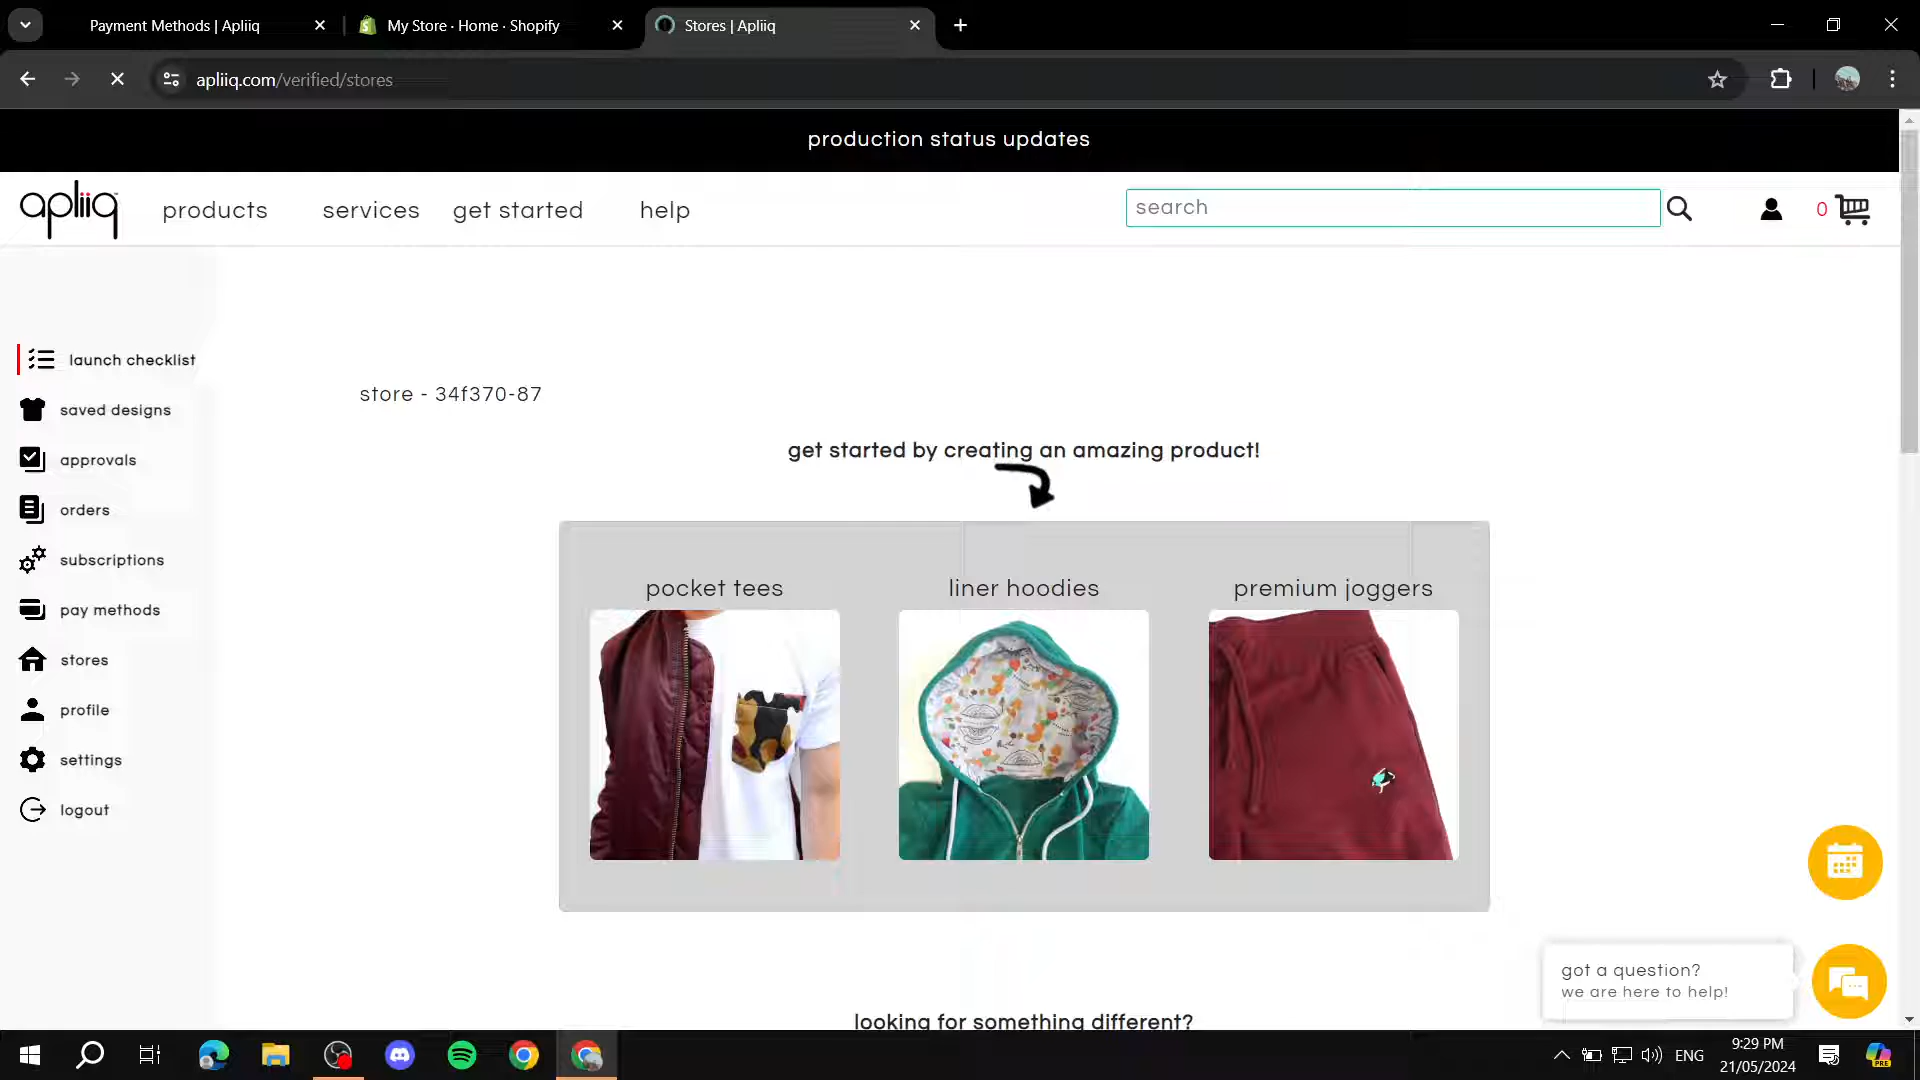 Payment Methods | Apliiq
My Store · Home · Shopify
Stores | Apliiq
apliiq.com/verified/stores
production status updates
apliiq
products
services
get started
help
search
0
launch checklist
saved designs
approvals
orders
subscriptions
pay methods
stores
profile
settings
logout
store - 34f370-87
get started by creating an amazing product!
pocket tees
liner hoodies
premium joggers
looking for something different?
got a question?
we are here to help!
ENG
9:29 PM
21/05/2024
PRE